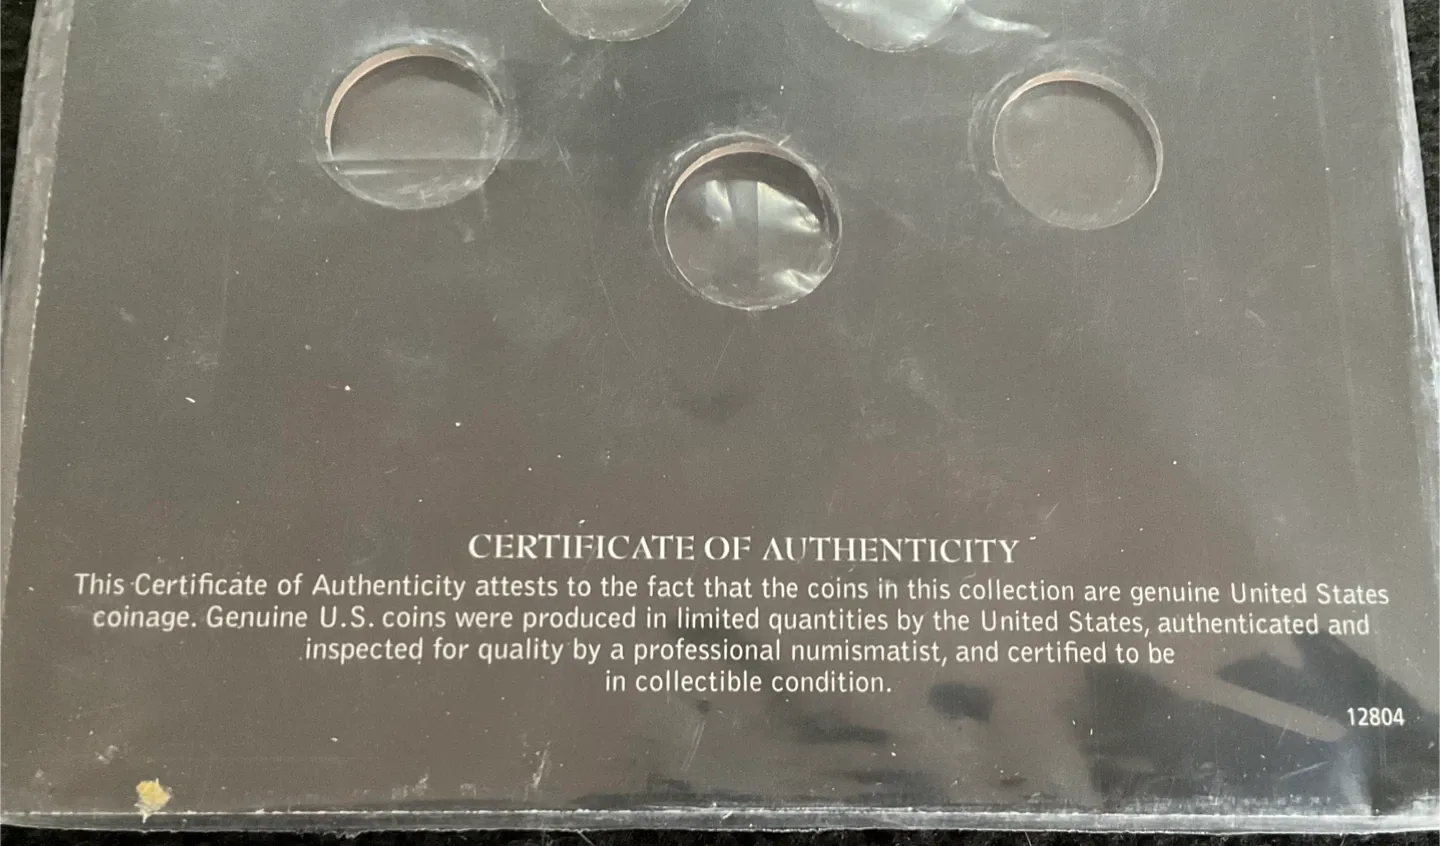 CERTIFICATE OF AUTHENTICITY
This Certificate of Authenticity attests to the fact that the coins in this collection are genuine United States
coinage. Genuine U.S. coins were produced in limited quantities by the United States, authenticated and
inspected for quality by a professional numismatist, and certified to be
in collectible condition.
12804